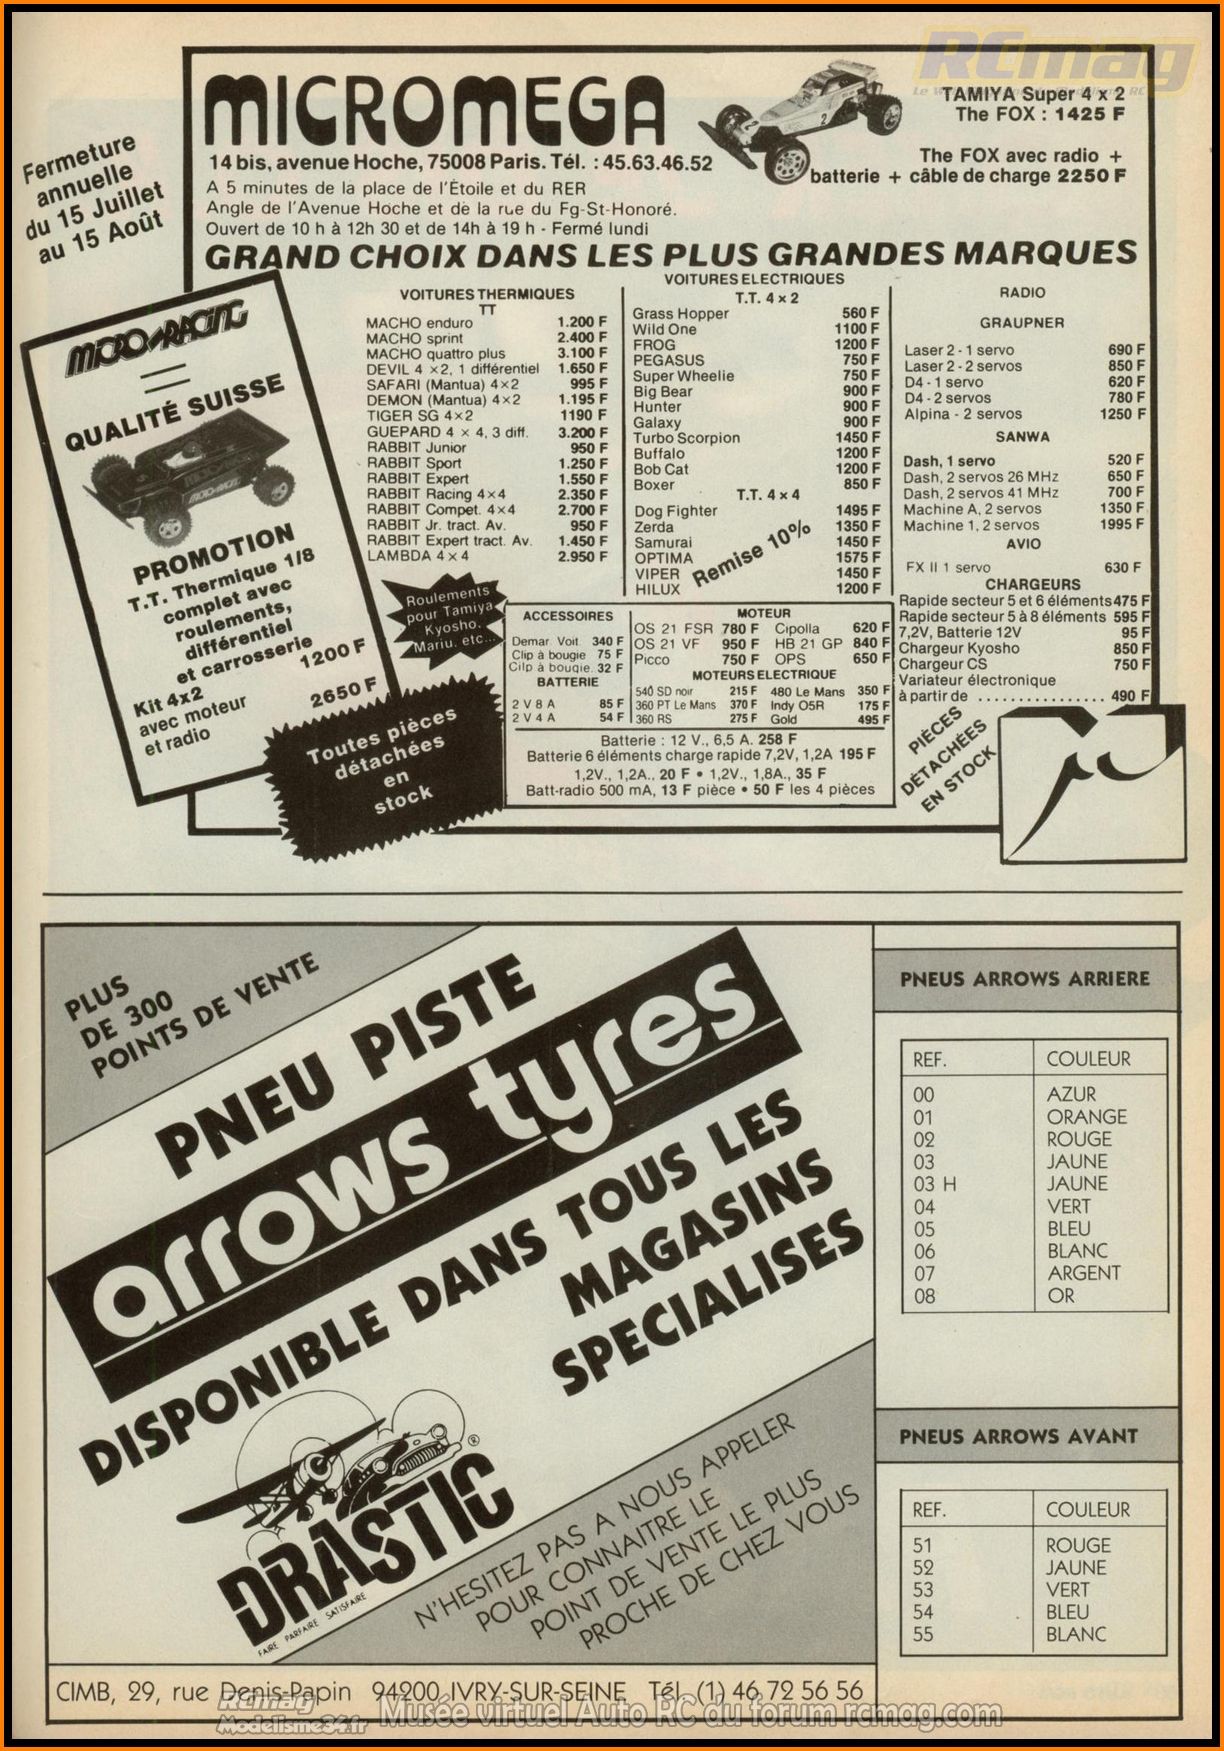 RCmag
Fermeture
annuelle
du 15 Juillet
au 15 Août
MICROMEGA
14 bis, avenue Hoche, 75008 Paris. Tél. : 45.63.46.52
A 5 minutes de la place de l'Étoile et du RER
Angle de l'Avenue Hoche et de la rue du Fg-St-Honoré.
Ouvert de 10 h à 12h 30 et de 14h à 19 h - Fermé lundi
TAMIYA Super 4 x 2
The FOX : 1425 F
The FOX avec radio +
batterie + câble de charge 2250 F
GRAND CHOIX DANS LES PLUS GRANDES MARQUES
MICRO-RACING
=
QUALITÉ SUISSE
PROMOTION
T.T. Thermique 1/8
complet avec
roulements,
différentiel
et carrosserie
1200 F
Kit 4x2
avec moteur
et radio
2650 F
VOITURES THERMIQUES
TT
MACHO enduro 1.200 F
MACHO sprint 2.400 F
MACHO quattro plus 3.100 F
DEVIL 4 ×2, 1 différentiel 1.650 F
SAFARI (Mantua) 4×2 995 F
DEMON (Mantua) 4×2 1.195 F
TIGER SG 4×2 1190 F
GUEPARD 4 × 4, 3 diff. 3.200 F
RABBIT Junior 950 F
RABBIT Sport 1.250 F
RABBIT Expert 1.550 F
RABBIT Racing 4×4 2.350 F
RABBIT Compet. 4×4 2.700 F
RABBIT Jr. tract. Av. 950 F
RABBIT Expert tract. Av. 1.450 F
LAMBDA 4 × 4 2.950 F
Roulements
pour Tamiya
Kyosho,
Mariu. etc...
Toutes pièces
détachées
en
stock
VOITURES ELECTRIQUES
T.T. 4 x 2
Grass Hopper 560 F
Wild One 1100 F
FROG 1200 F
PEGASUS 750 F
Super Wheelie 750 F
Big Bear 900 F
Hunter 900 F
Galaxy 900 F
Turbo Scorpion 1450 F
Buffalo 1200 F
Bob Cat 1200 F
Boxer 850 F
T.T. 4 x 4
Dog Fighter 1495 F
Zerda 1350 F
Samurai 1450 F
OPTIMA 1575 F
VIPER 1450 F
HILUX 1200 F
Remise 10%
RADIO
GRAUPNER
Laser 2 - 1 servo 690 F
Laser 2 - 2 servos 850 F
D4 - 1 servo 620 F
D4 - 2 servos 780 F
Alpina - 2 servos 1250 F
SANWA
Dash, 1 servo 520 F
Dash, 2 servos 26 MHz 650 F
Dash, 2 servos 41 MHz 700 F
Machine A, 2 servos 1350 F
Machine 1, 2 servos 1995 F
AVIO
FX II 1 servo 630 F
CHARGEURS
Rapide secteur 5 et 6 éléments 475 F
Rapide secteur 5 à 8 éléments 595 F
7,2V, Batterie 12V 95 F
Chargeur Kyosho 850 F
Chargeur CS 750 F
Variateur électronique
à partir de ................ 490 F
PIÈCES
DÉTACHÉES
EN STOCK
ACCESSOIRES
Demar. Voit 340 F
Clip à bougie 75 F
Clip à bougie. 32 F
BATTERIE
2 V 8 A 85 F
2 V 4 A 54 F
MOTEUR
OS 21 FSR 780 F Cipolla 620 F
OS 21 VF 950 F HB 21 GP 840 F
Picco 750 F OPS 650 F
MOTEURS ELECTRIQUE
540 SD noir 215 F 480 Le Mans 350 F
360 PT Le Mans 370 F Indy O5R 175 F
360 RS 275 F Gold 495 F
Batterie : 12 V., 6,5 A. 258 F
Batterie 6 éléments charge rapide 7,2V, 1,2A 195 F
1,2V., 1,2A., 20 F • 1,2V., 1,8A., 35 F
Batt-radio 500 mA, 13 F pièce • 50 F les 4 pièces
PLUS
DE 300
POINTS DE VENTE
PNEU PISTE
arrows tyres
DISPONIBLE DANS TOUS LES
MAGASINS
SPECIALISES
DRASTIC ®
FAIRE PARFAIRE SATISFAIRE
N'HESITEZ PAS A NOUS APPELER
POUR CONNAITRE LE
POINT DE VENTE LE PLUS
PROCHE DE CHEZ VOUS
PNEUS ARROWS ARRIERE
REF. COULEUR
00 AZUR
01 ORANGE
02 ROUGE
03 JAUNE
03 H JAUNE
04 VERT
05 BLEU
06 BLANC
07 ARGENT
08 OR
PNEUS ARROWS AVANT
REF. COULEUR
51 ROUGE
52 JAUNE
53 VERT
54 BLEU
55 BLANC
CIMB, 29, rue Denis-Papin 94200 IVRY-SUR-SEINE Tél. (1) 46 72 56 56
RCmag
Modelisme34.fr Musée virtuel Auto RC du forum rcmag.com